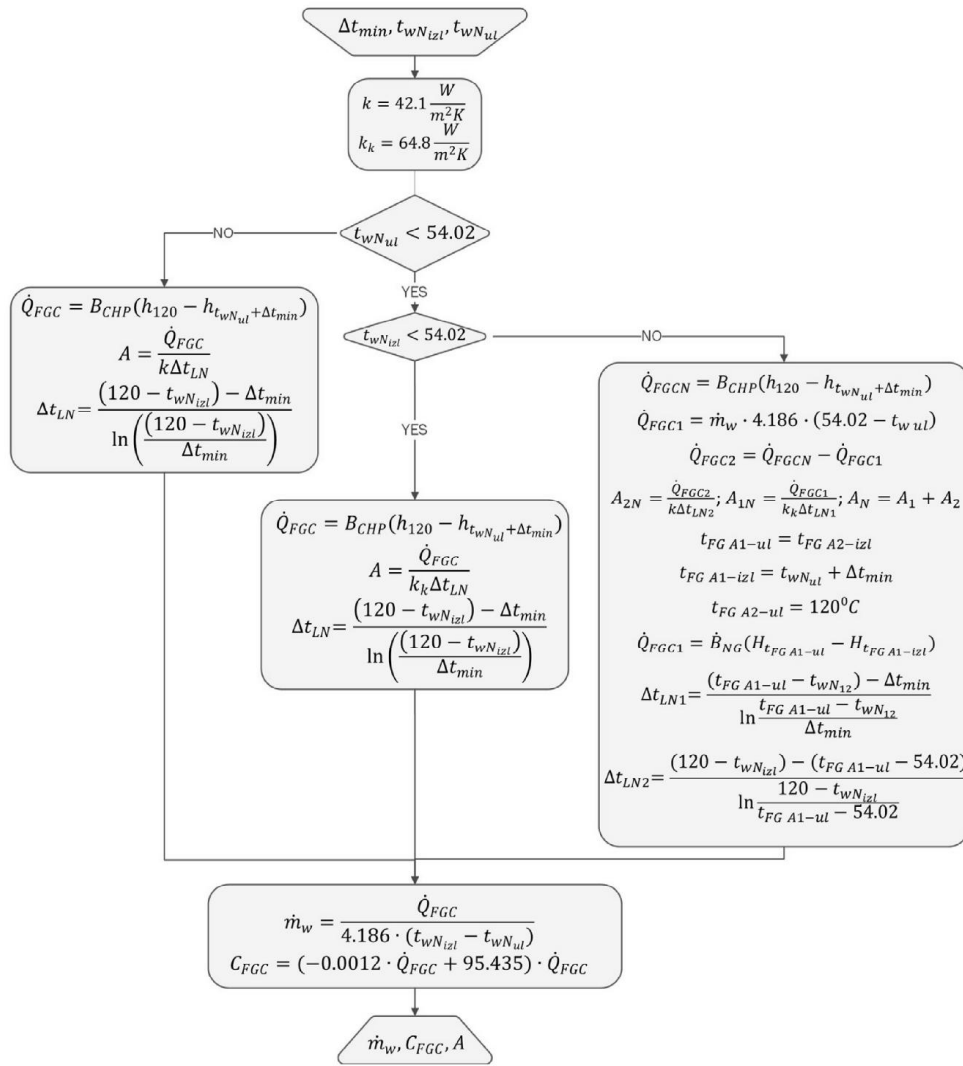 Δt_min, t_wN_izl, t_wN_ul
k = 42.1 W/m²K
k_k = 64.8 W/m²K
t_wN_ul < 54.02
NO
YES
Q̇_FGC = B_CHP(h_120 − h_t_wN_ul+Δt_min)
A = Q̇_FGC/kΔt_LN
Δt_LN = (120 − t_wN_izl) − Δt_min / ln((120 − t_wN_izl)/Δt_min)
t_wN_izl < 54.02
NO
YES
Q̇_FGC = B_CHP(h_120 − h_t_wN_ul+Δt_min)
A = Q̇_FGC/k_kΔt_LN
Δt_LN = (120 − t_wN_izl) − Δt_min / ln((120 − t_wN_izl)/Δt_min)
Q̇_FGCN = B_CHP(h_120 − h_t_wN_ul+Δt_min)
Q̇_FGC1 = ṁ_w · 4.186 · (54.02 − t_w ul)
Q̇_FGC2 = Q̇_FGCN − Q̇_FGC1
A_2N = Q̇_FGC2/kΔt_LN2; A_1N = Q̇_FGC1/k_kΔt_LN1; A_N = A_1 + A_2
t_FG A1−ul = t_FG A2−izl
t_FG A1−izl = t_wN_ul + Δt_min
t_FG A2−ul = 120⁰C
Q̇_FGC1 = Ḃ_NG(H_t_FG A1−ul − H_t_FG A1−izl)
Δt_LN1 = (t_FG A1−ul − t_wN_12) − Δt_min / ln (t_FG A1−ul − t_wN_12)/Δt_min
Δt_LN2 = (120 − t_wN_izl) − (t_FG A1−ul − 54.02) / ln (120 − t_wN_izl)/(t_FG A1−ul − 54.02)
ṁ_w = Q̇_FGC / 4.186 · (t_wN_izl − t_wN_ul)
C_FGC = (−0.0012 · Q̇_FGC + 95.435) · Q̇_FGC
ṁ_w, C_FGC, A